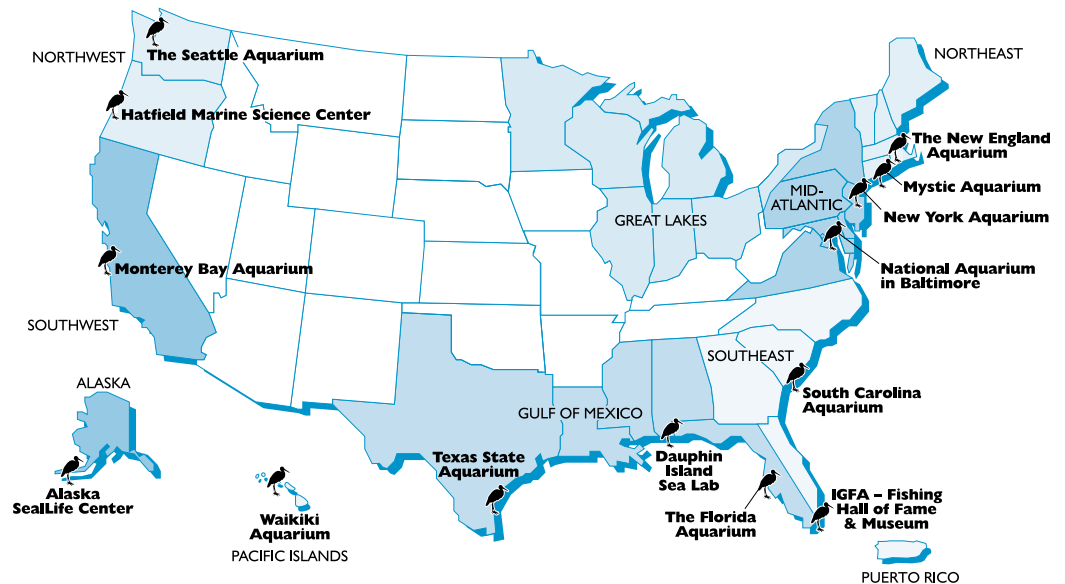 NORTHWEST
The Seattle Aquarium
NORTHEAST
Hatfield Marine Science Center
The New England
Aquarium
Mystic Aquarium
MID-
ATLANTIC
New York Aquarium
GREAT LAKES
Monterey Bay Aquarium
National Aquarium
in Baltimore
SOUTHWEST
SOUTHEAST
ALASKA
South Carolina
Aquarium
GULF OF MEXICO
Texas State
Aquarium
Dauphin
Island
Sea Lab
Alaska
SealLife Center
IGFA – Fishing
Hall of Fame
& Museum
Waikiki
Aquarium
The Florida
Aquarium
PACIFIC ISLANDS
PUERTO RICO